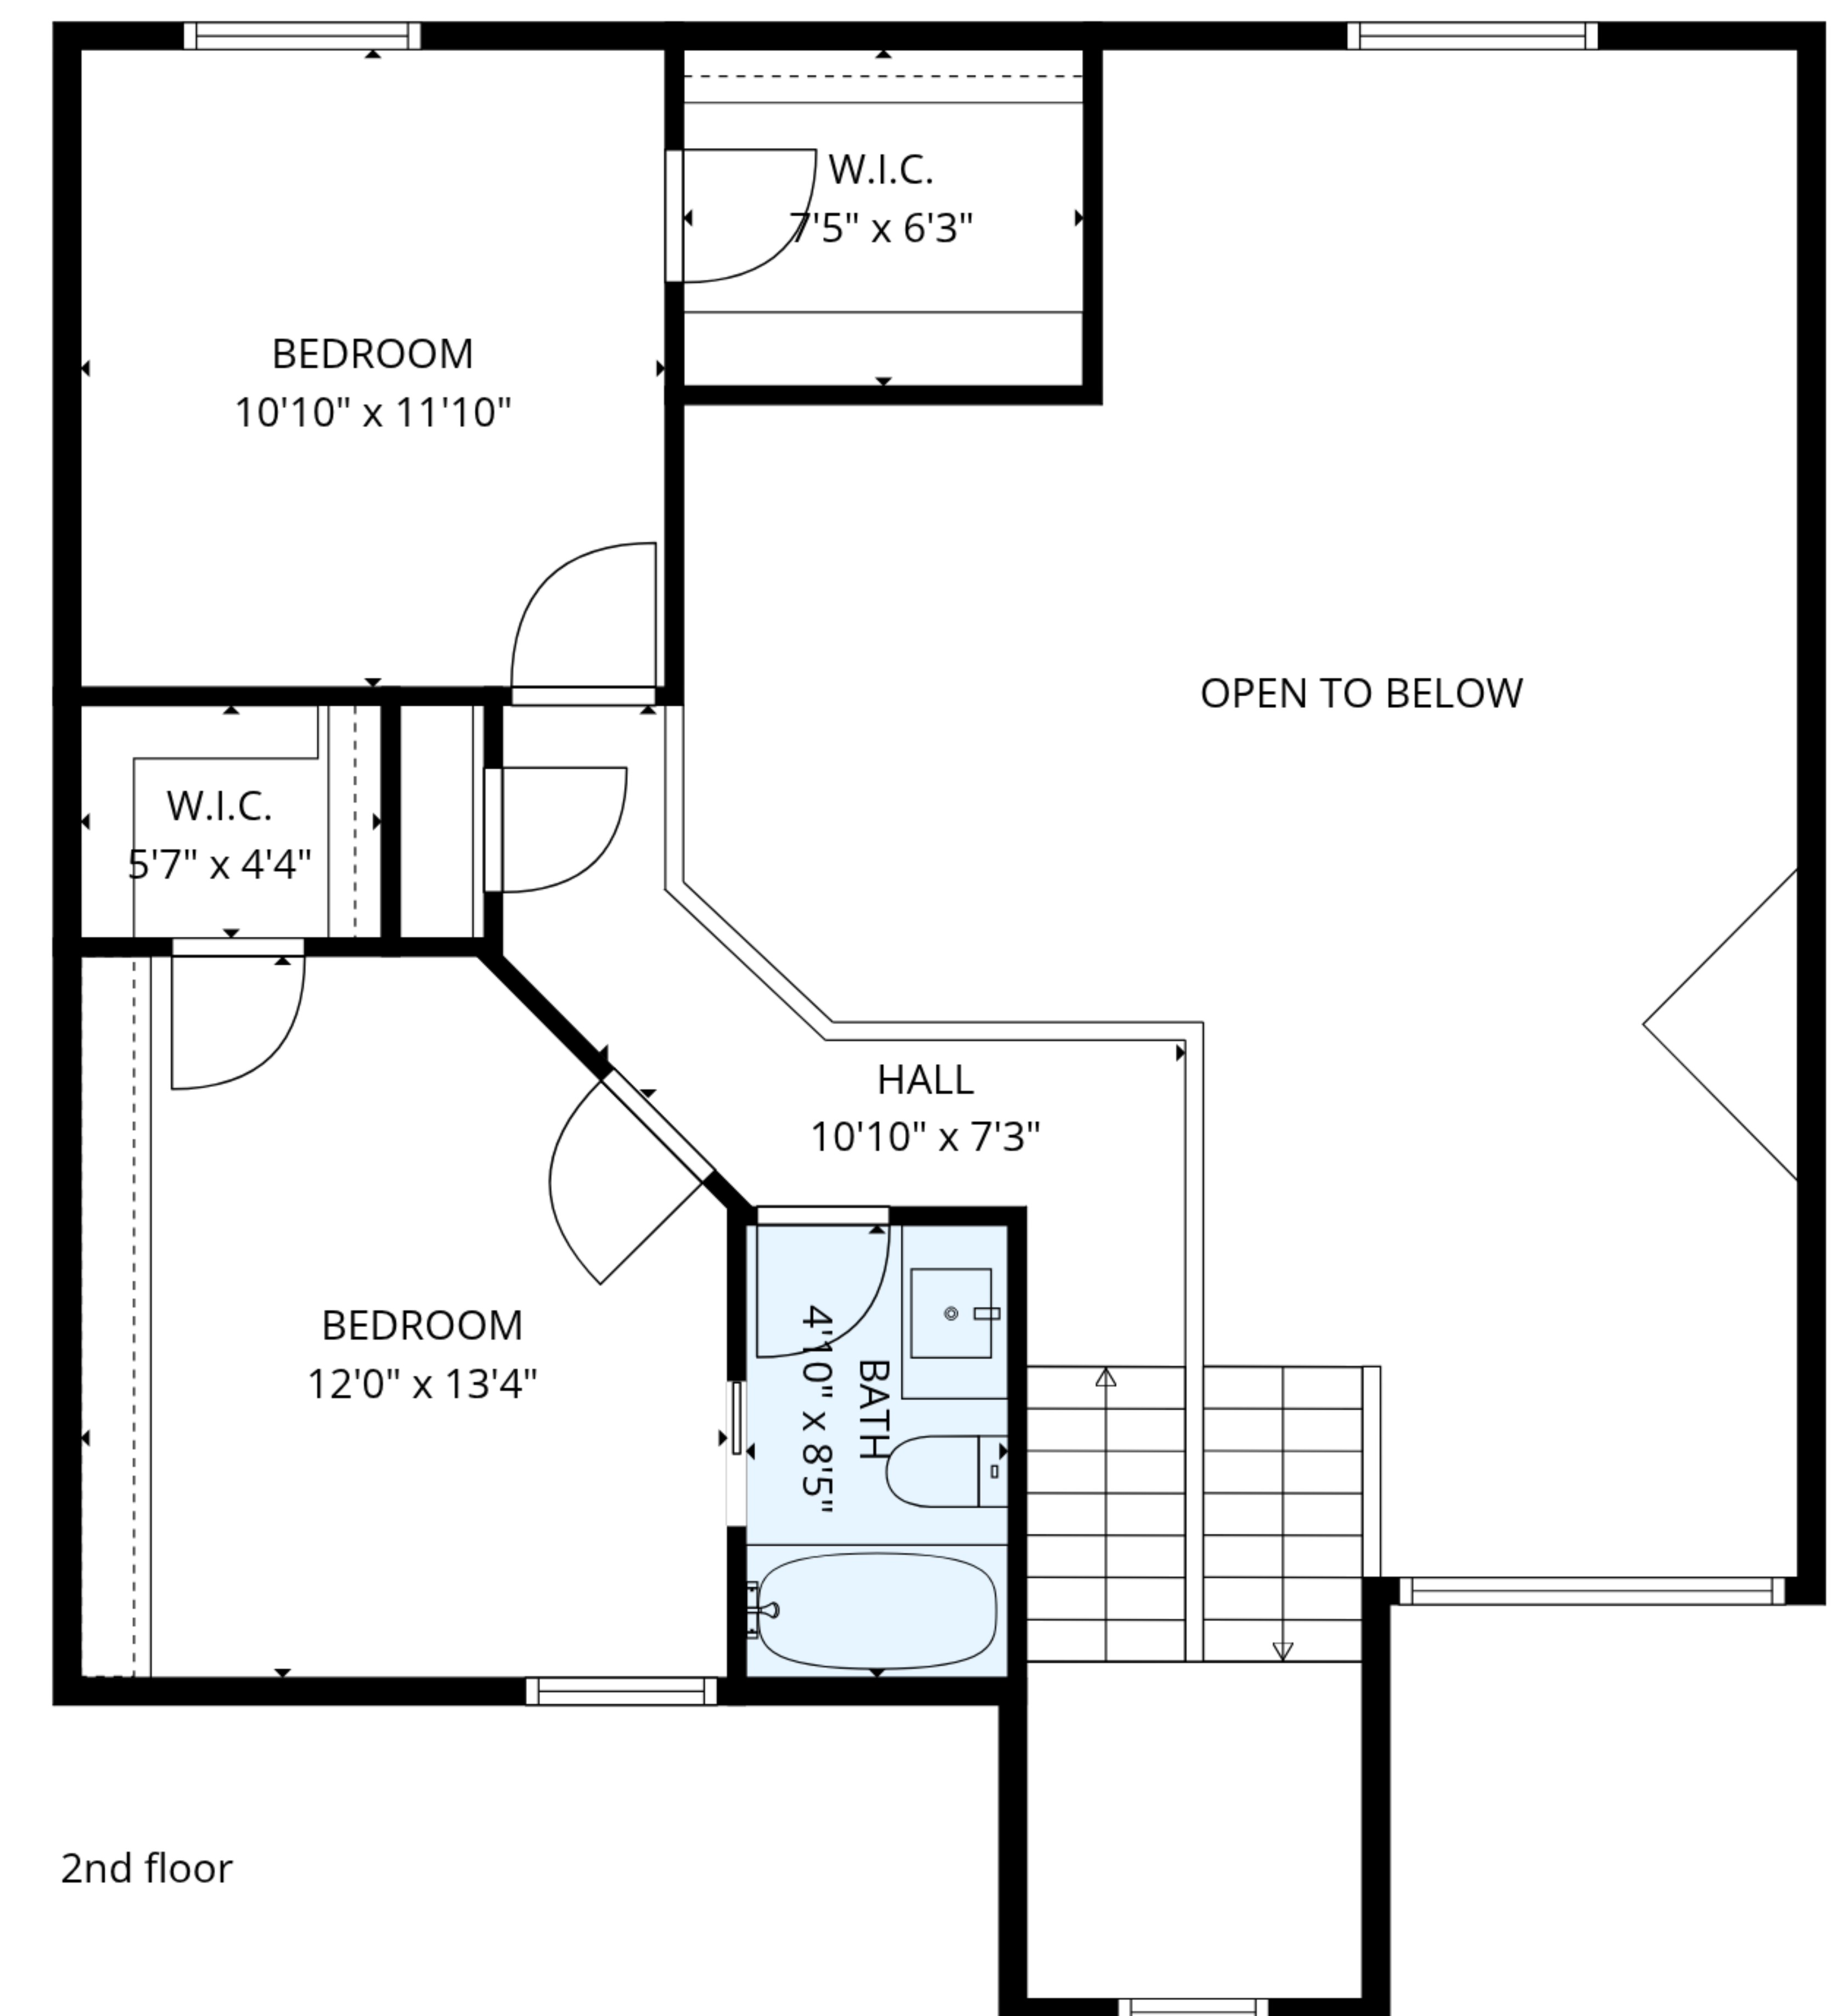 W.I.C.
7'5" x 6'3"
BEDROOM
10'10" x 11'10"
OPEN TO BELOW
W.I.C.
5'7" x 4'4"
HALL
10'10" x 7'3"
BEDROOM
12'0" x 13'4"
BATH
4'10" x 8'5"
2nd floor